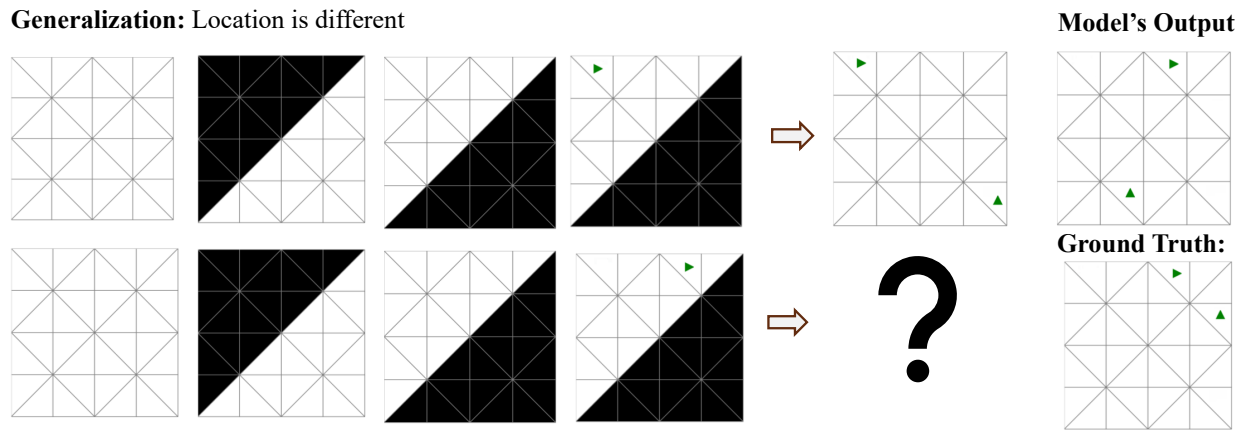 Generalization: Location is different
Model's Output
Ground Truth:
?